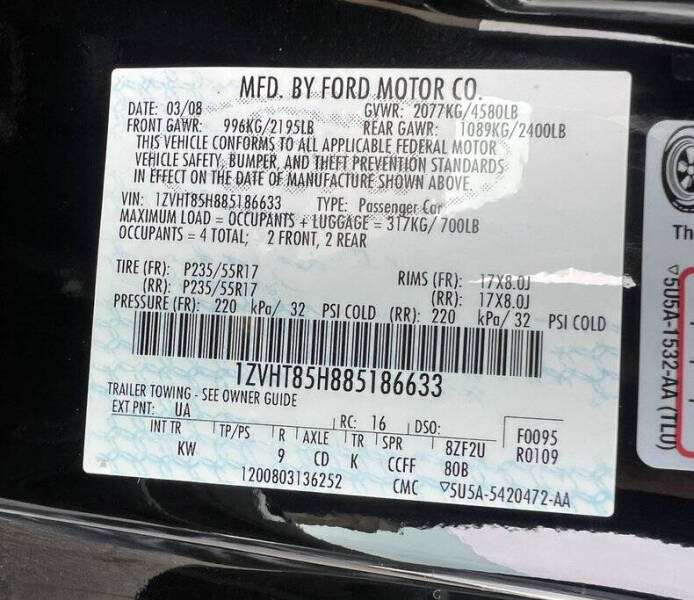 MFD. BY FORD MOTOR CO.
DATE: 03/08 GVWR: 2077KG/4580LB
FRONT GAWR: 996KG/2195LB REAR GAWR: 1089KG/2400LB
THIS VEHICLE CONFORMS TO ALL APPLICABLE FEDERAL MOTOR
VEHICLE SAFETY, BUMPER, AND THEFT PREVENTION STANDARDS
IN EFFECT ON THE DATE OF MANUFACTURE SHOWN ABOVE.
VIN: 1ZVHT85H885186633 TYPE: Passenger Car
MAXIMUM LOAD = OCCUPANTS + LUGGAGE = 317KG/700LB
OCCUPANTS = 4 TOTAL; 2 FRONT, 2 REAR
TIRE (FR): P235/55R17 RIMS (FR): 17X8.0J
(RR): P235/55R17 (RR): 17X8.0J
PRESSURE (FR): 220 kPa/ 32 PSI COLD (RR): 220 kPa/ 32 PSI COLD
1ZVHT85H885186633
TRAILER TOWING - SEE OWNER GUIDE
EXT PNT: UA RC: 16 DSO: F0095
INT TR TP/PS R AXLE TR SPR 8ZF2U R0109
KW 9 CD K CCFF 80B
1200803136252 CMC ▽5U5A-5420472-AA
Th
▽5U5A-1532-AA (TL0)